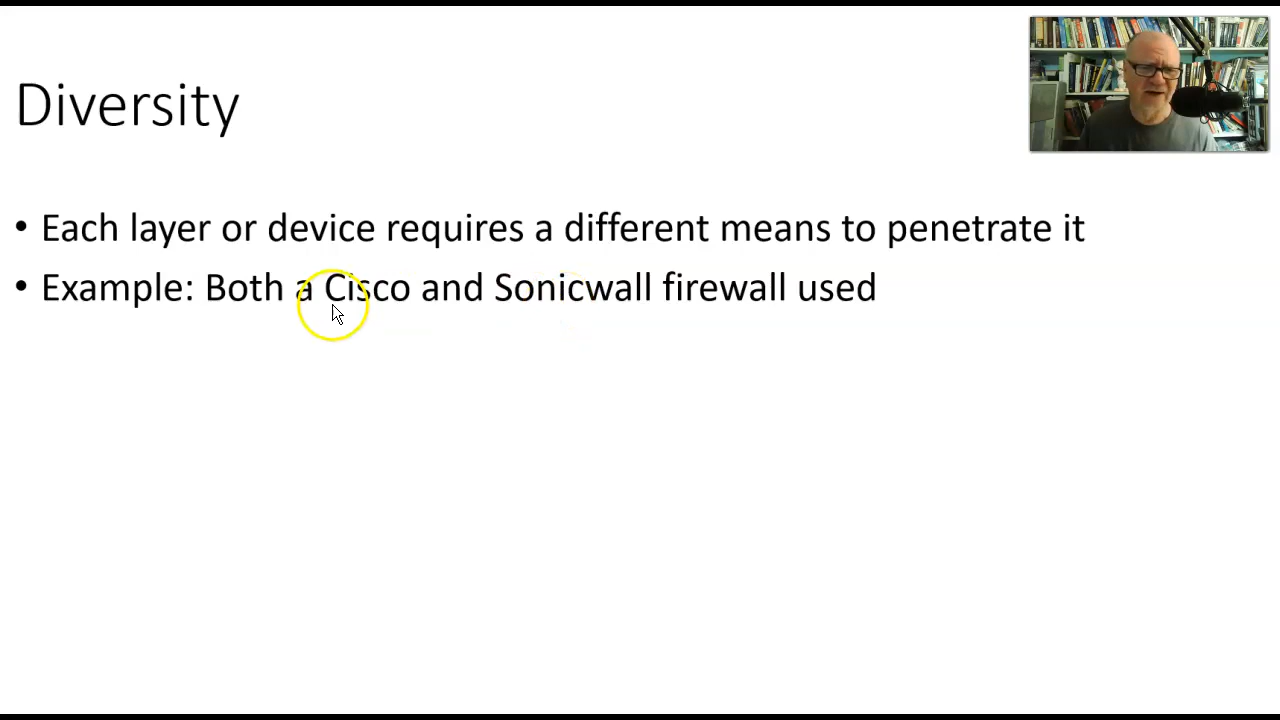 Diversity
• Each layer or device requires a different means to penetrate it
• Example: Both a Cisco and Sonicwall firewall used